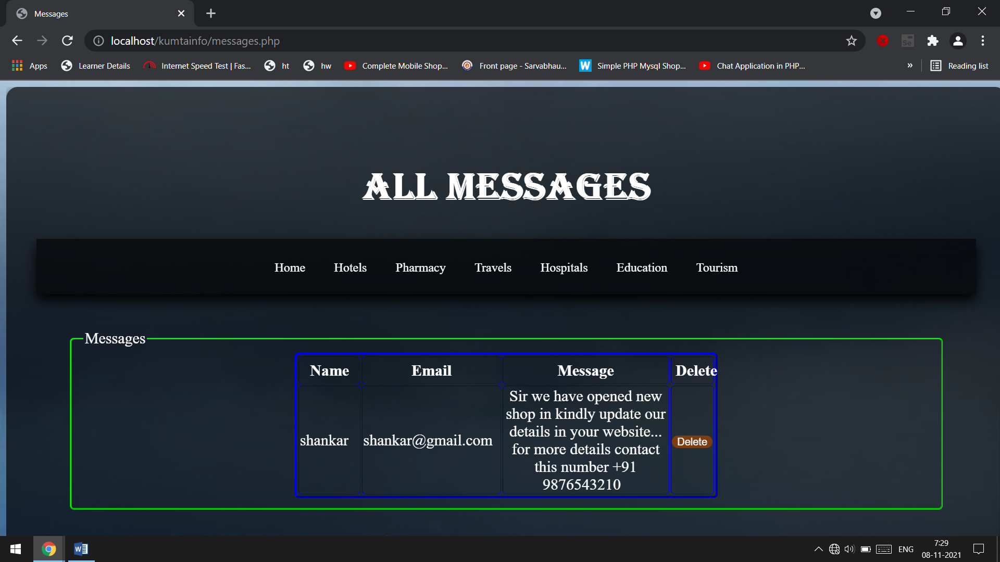 Messages
localhost/kumtainfo/messages.php
Apps Learner Details Internet Speed Test | Fas... ht hw Complete Mobile Shop... Front page - Sarvabhau... Simple PHP Mysql Shop... Chat Application in PHP... » Reading list
ALL MESSAGES
Home Hotels Pharmacy Travels Hospitals Education Tourism
Messages
Name Email Message Delete
shankar shankar@gmail.com
Sir we have opened new
shop in kindly update our
details in your website...
for more details contact
this number +91
9876543210
Delete
ENG
7:29
08-11-2021